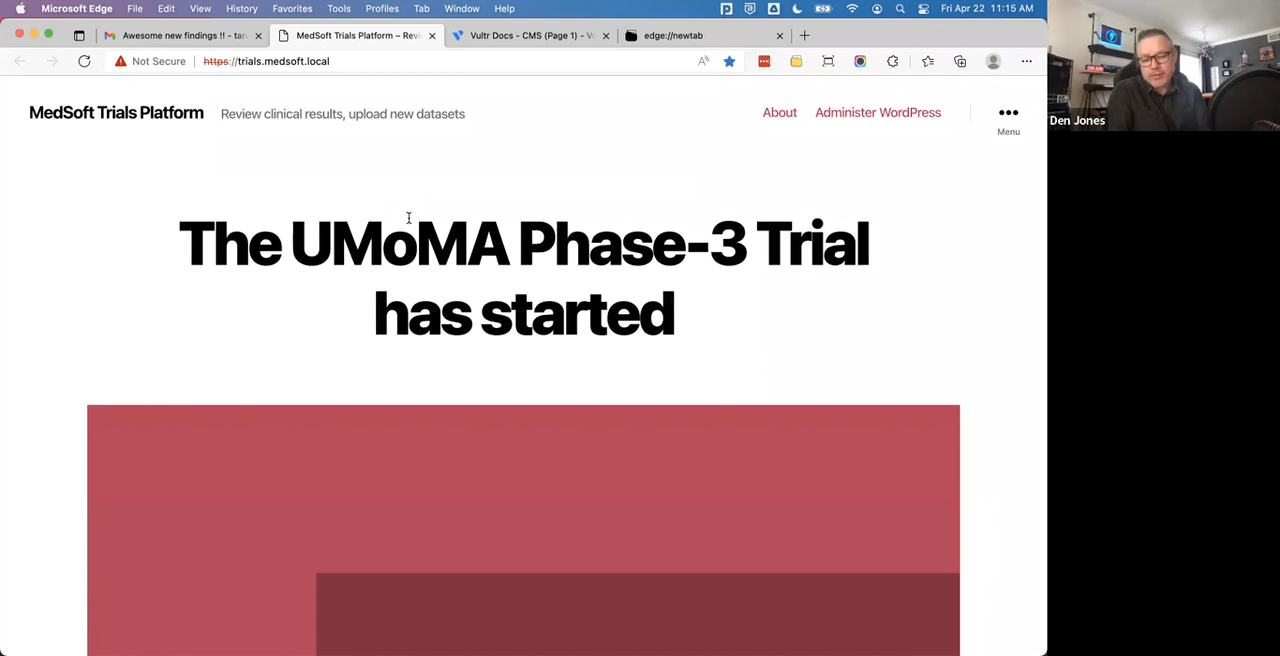 Microsoft Edge File Edit View History Favorites Tools Profiles Tab Window Help Fri Apr 22 11:15 AM
Awesome new findings !! - tar MedSoft Trials Platform – Revi Vultr Docs - CMS (Page 1) - Vu edge://newtab
Not Secure https://trials.medsoft.local
MedSoft Trials Platform Review clinical results, upload new datasets About Administer WordPress
Menu
The UMoMA Phase-3 Trial
has started
Den Jones